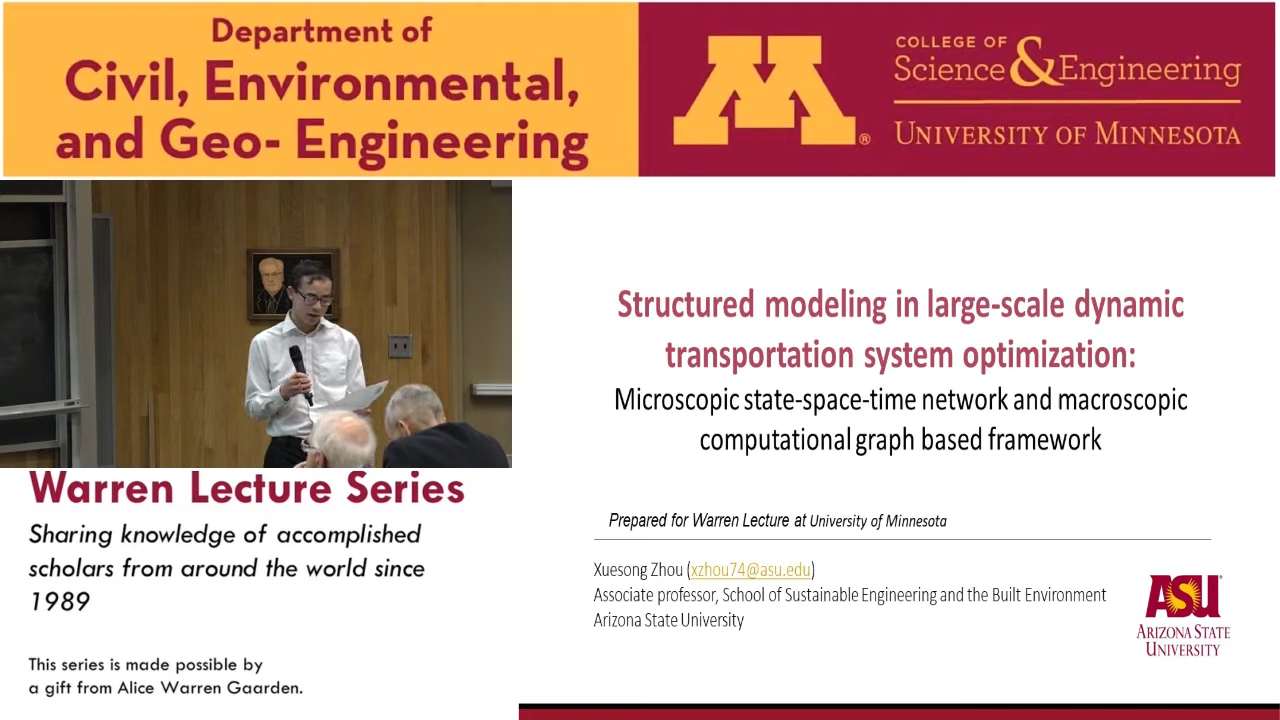 Department of
Civil, Environmental,
and Geo- Engineering
M®
COLLEGE OF
Science & Engineering
UNIVERSITY OF MINNESOTA
Structured modeling in large-scale dynamic
transportation system optimization:
Microscopic state-space-time network and macroscopic
computational graph based framework
Prepared for Warren Lecture at University of Minnesota
Xuesong Zhou (xzhou74@asu.edu)
Associate professor, School of Sustainable Engineering and the Built Environment
Arizona State University
ASU
ARIZONA STATE
UNIVERSITY
Warren Lecture Series
Sharing knowledge of accomplished
scholars from around the world since
1989
This series is made possible by
a gift from Alice Warren Gaarden.